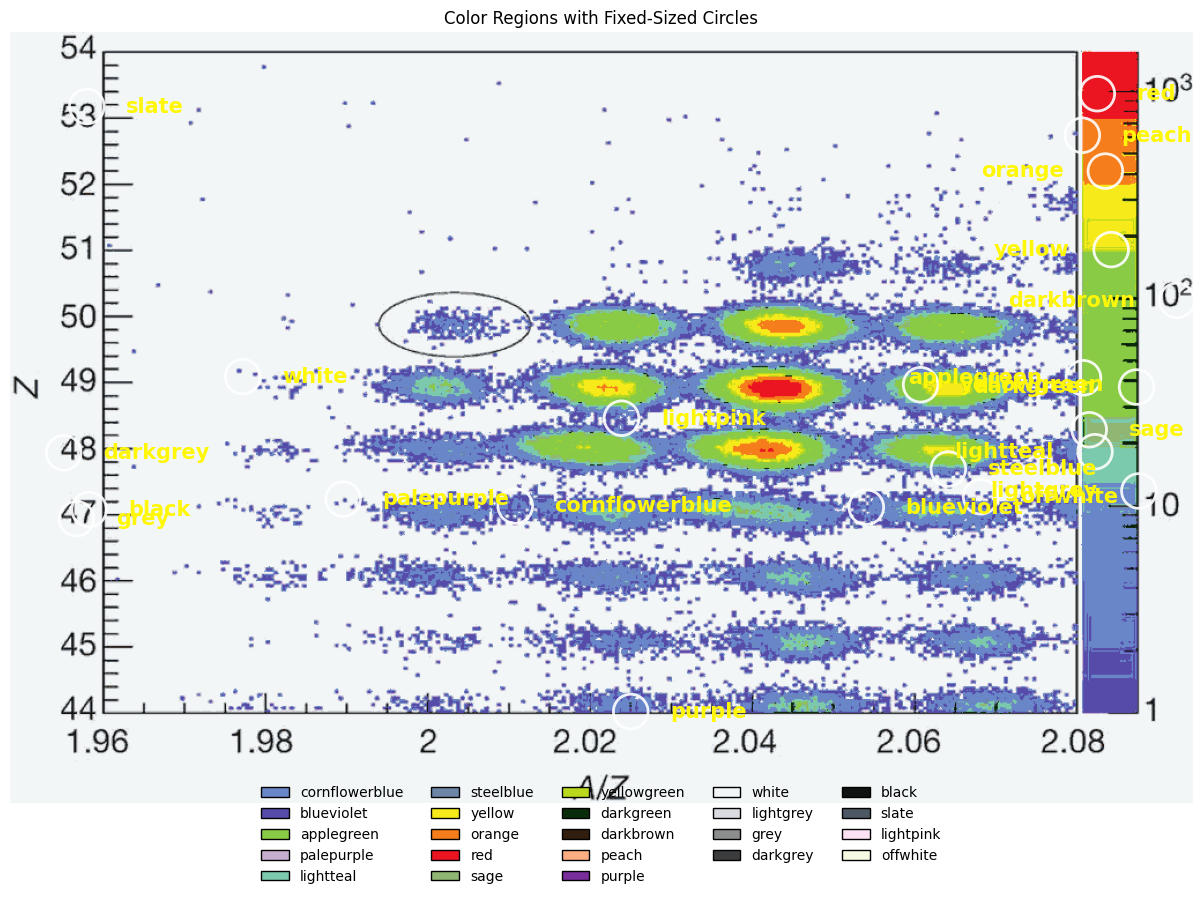 Color Regions with Fixed-Sized Circles
54
53
52
51
50
49
48
47
46
45
44
Z
1.96
1.98
2
2.02
2.04
2.06
2.08
A/Z
10³
10²
10
1
slate
red
peach
orange
yellow
darkbrown
white
applegreen
darkgreen
lightpink
sage
darkgrey
lightteal
steelblue
lightgrey
offwhite
palepurple
cornflowerblue
blueviolet
black
grey
purple
cornflowerblue
blueviolet
applegreen
palepurple
lightteal
steelblue
yellow
orange
red
sage
yellowgreen
darkgreen
darkbrown
peach
purple
white
lightgrey
grey
darkgrey
black
slate
lightpink
offwhite